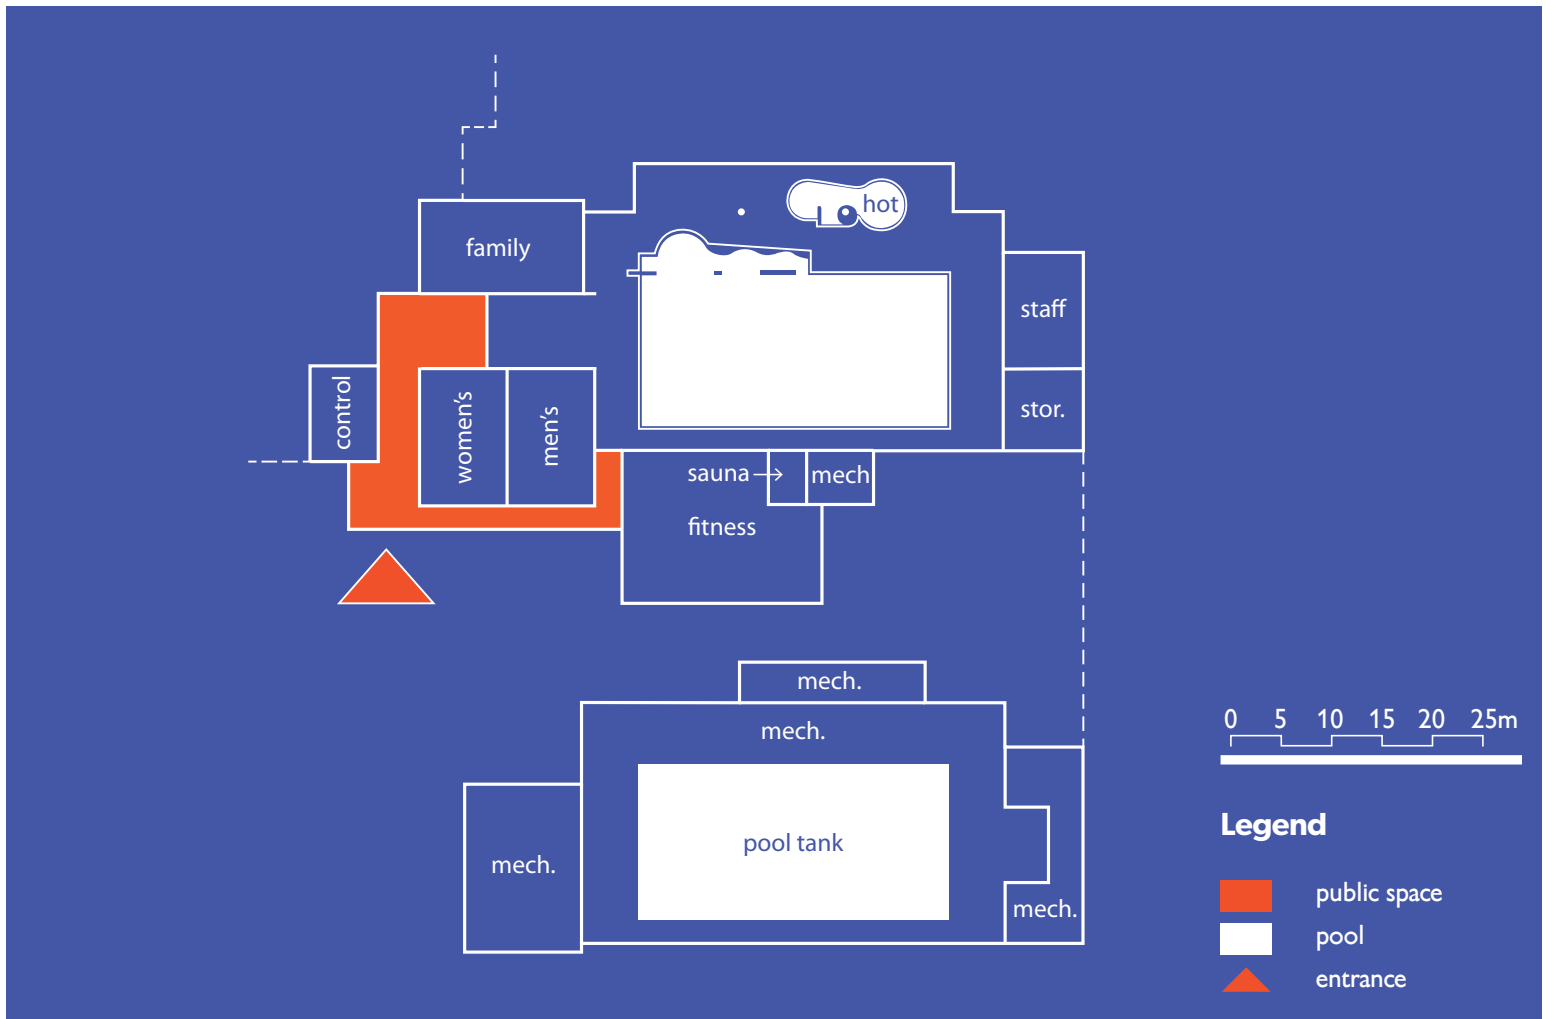 hot
family
staff
control
women's
men's
stor.
sauna
mech
fitness
mech.
mech.
pool tank
mech.
mech.
0 5 10 15 20 25m
Legend
public space
pool
entrance